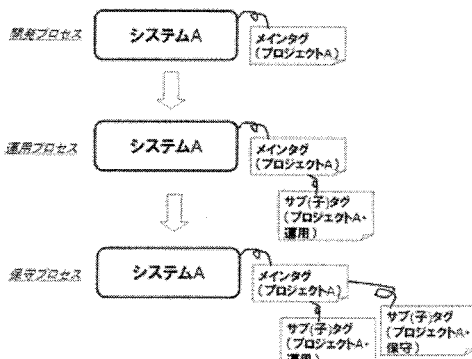 開発プロセス
システムA
メインタグ
(プロジェクトA)
運用プロセス
システムA
メインタグ
(プロジェクトA)
サブ(子)タグ
(プロジェクトA・
運用)
保守プロセス
システムA
メインタグ
(プロジェクトA)
サブ(子)タグ
(プロジェクトA・
運用)
サブ(子)タグ
(プロジェクトA・
保守)